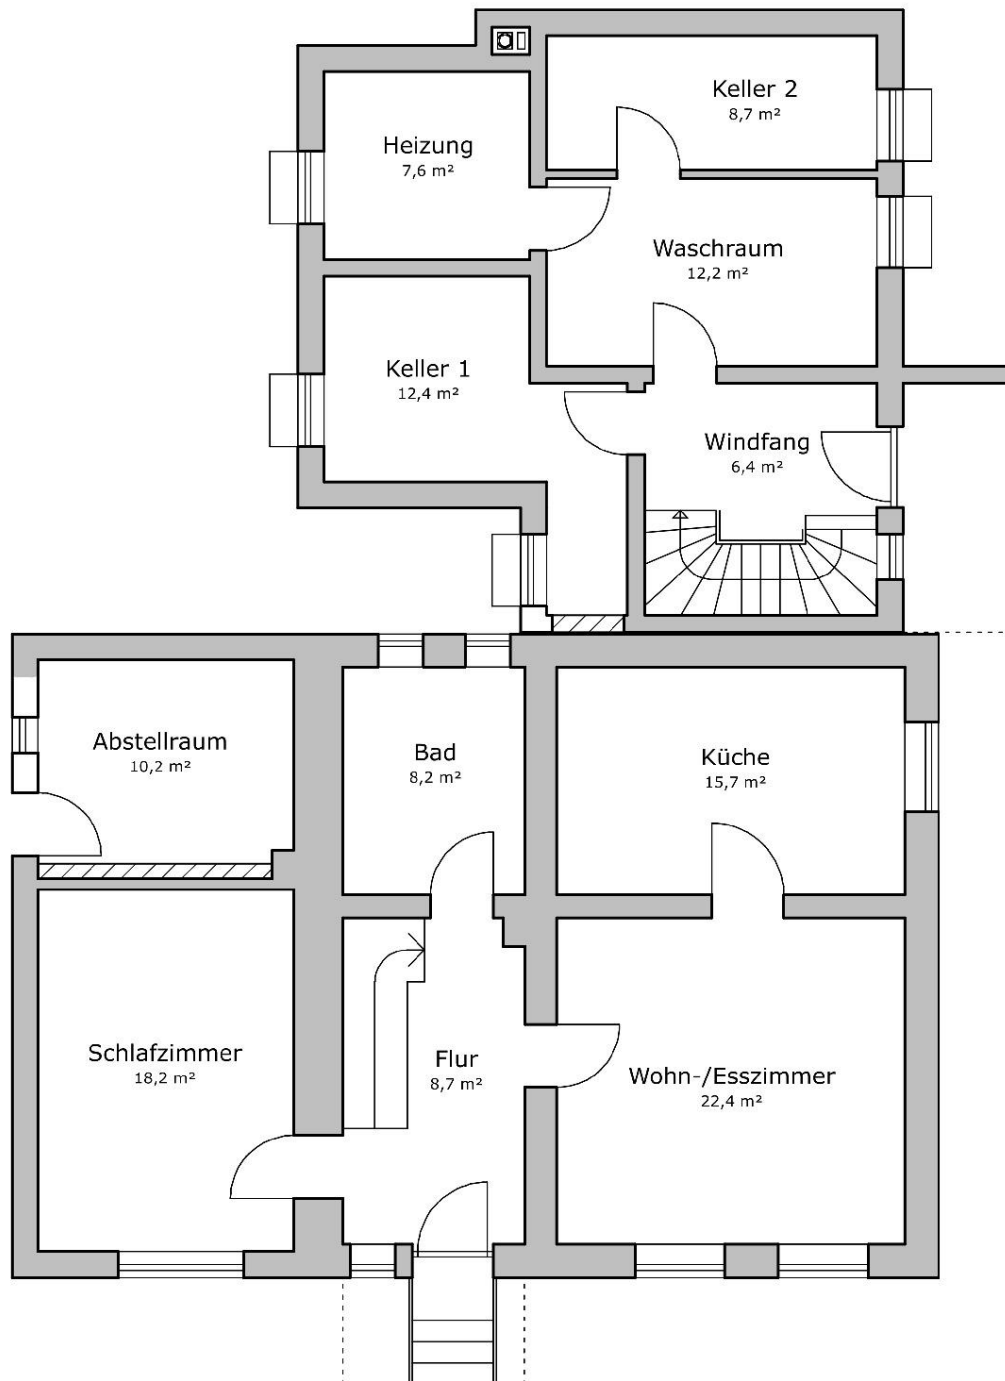 Keller 2
8,7 m²
Heizung
7,6 m²
Waschraum
12,2 m²
Keller 1
12,4 m²
Windfang
6,4 m²
Abstellraum
10,2 m²
Bad
8,2 m²
Küche
15,7 m²
Schlafzimmer
18,2 m²
Flur
8,7 m²
Wohn-/Esszimmer
22,4 m²